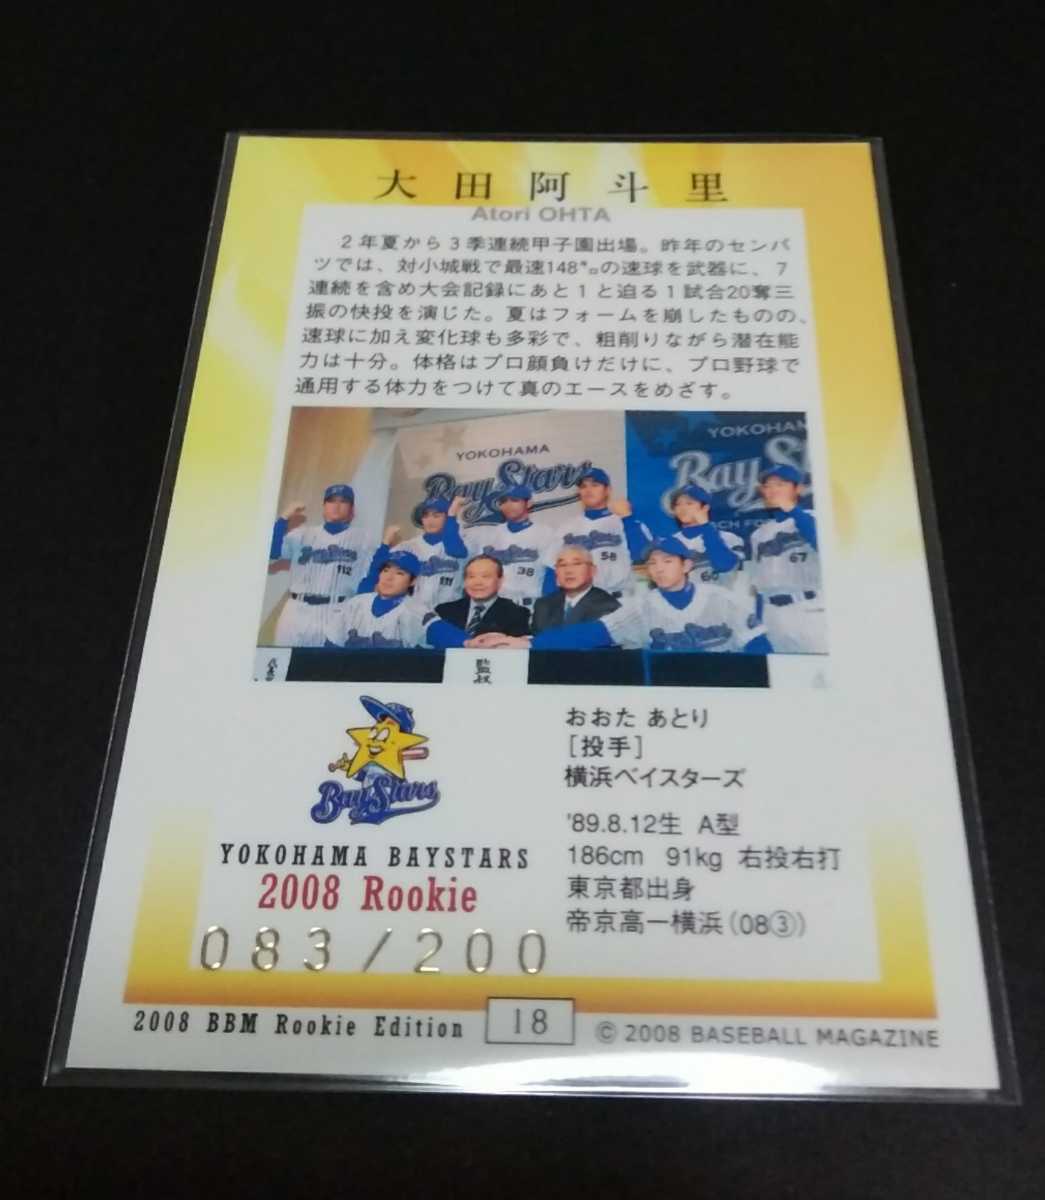 大田阿斗里
Atori OHTA
2年夏から3季連続甲子園出場。昨年のセンバ
ツでは、対小城戦で最速148㌔の速球を武器に、7
連続を含め大会記録にあと1と迫る1試合20奪三
振の快投を演じた。夏はフォームを崩したものの、
速球に加え変化球も多彩で、粗削りながら潜在能
力は十分。体格はプロ顔負けだけに、プロ野球で
通用する体力をつけて真のエースをめざす。
YOKOHAMA
BayStars
YOKOHAM
BaySta
112
111
38
58
60
67
監督
BayStars
YOKOHAMA BAYSTARS
2008 Rookie
083/200
おおた あとり
[投手]
横浜ベイスターズ
'89.8.12生 A型
186cm 91kg 右投右打
東京都出身
帝京高ー横浜(08③)
2008 BBM Rookie Edition
18
© 2008 BASEBALL MAGAZINE